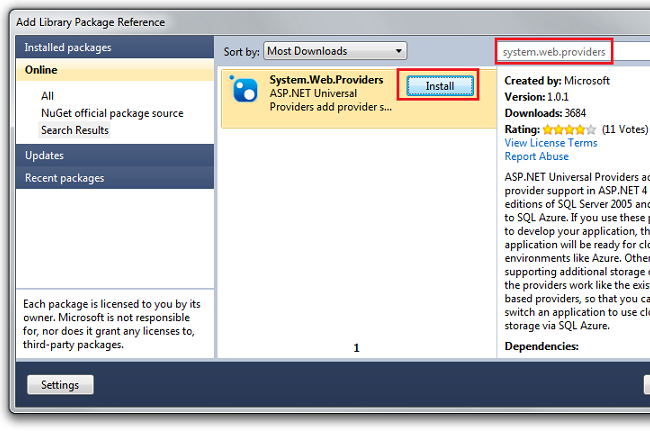 Add Library Package Reference
Installed packages
Online
All
NuGet official package source
Search Results
Updates
Recent packages
Each package is licensed to you by its
owner. Microsoft is not responsible
for, nor does it grant any licenses to,
third-party packages.
Settings
Sort by: Most Downloads
System.Web.Providers
ASP.NET Universal
Providers add provider s...
Install
1
system.web.providers
Created by: Microsoft
Version: 1.0.1
Downloads: 3684
Rating: (11 Votes)
View License Terms
Report Abuse
ASP.NET Universal Providers
provider support in ASP.NET 4
editions of SQL Server 2005 and
to SQL Azure. If you use these
to develop your application,
application will be ready for
environments like Azure. Other
supporting additional storage
the providers work like the
based providers, so that you
switch an application to use
storage via SQL Azure.
Dependencies: